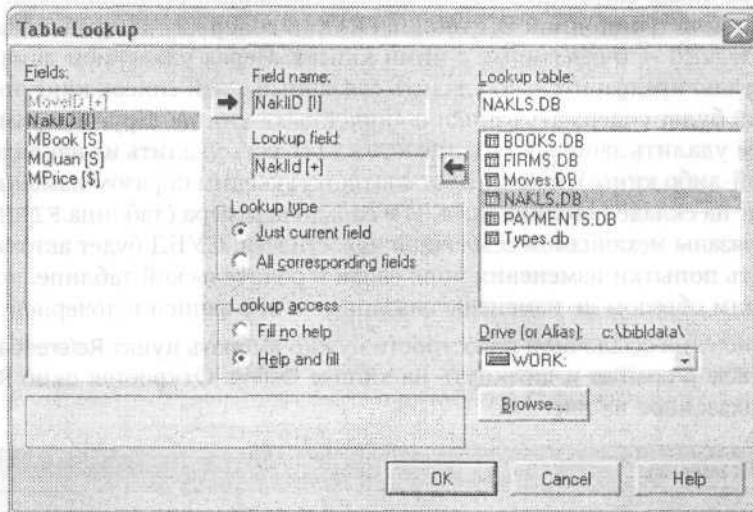 Table Lookup
Fields:
MoveID [+]
NaklID [I]
MBook [S]
MQuan [S]
MPrice [$]
Field name:
NaklID [I]
Lookup field:
NaklId [+]
Lookup type
Just current field
All corresponding fields
Lookup access
Fill no help
Help and fill
Lookup table:
NAKLS.DB
BOOKS.DB
FIRMS.DB
Moves.DB
NAKLS.DB
PAYMENTS.DB
Types.db
Drive (or Alias): c:\bibldata\
WORK:
Browse...
OK
Cancel
Help